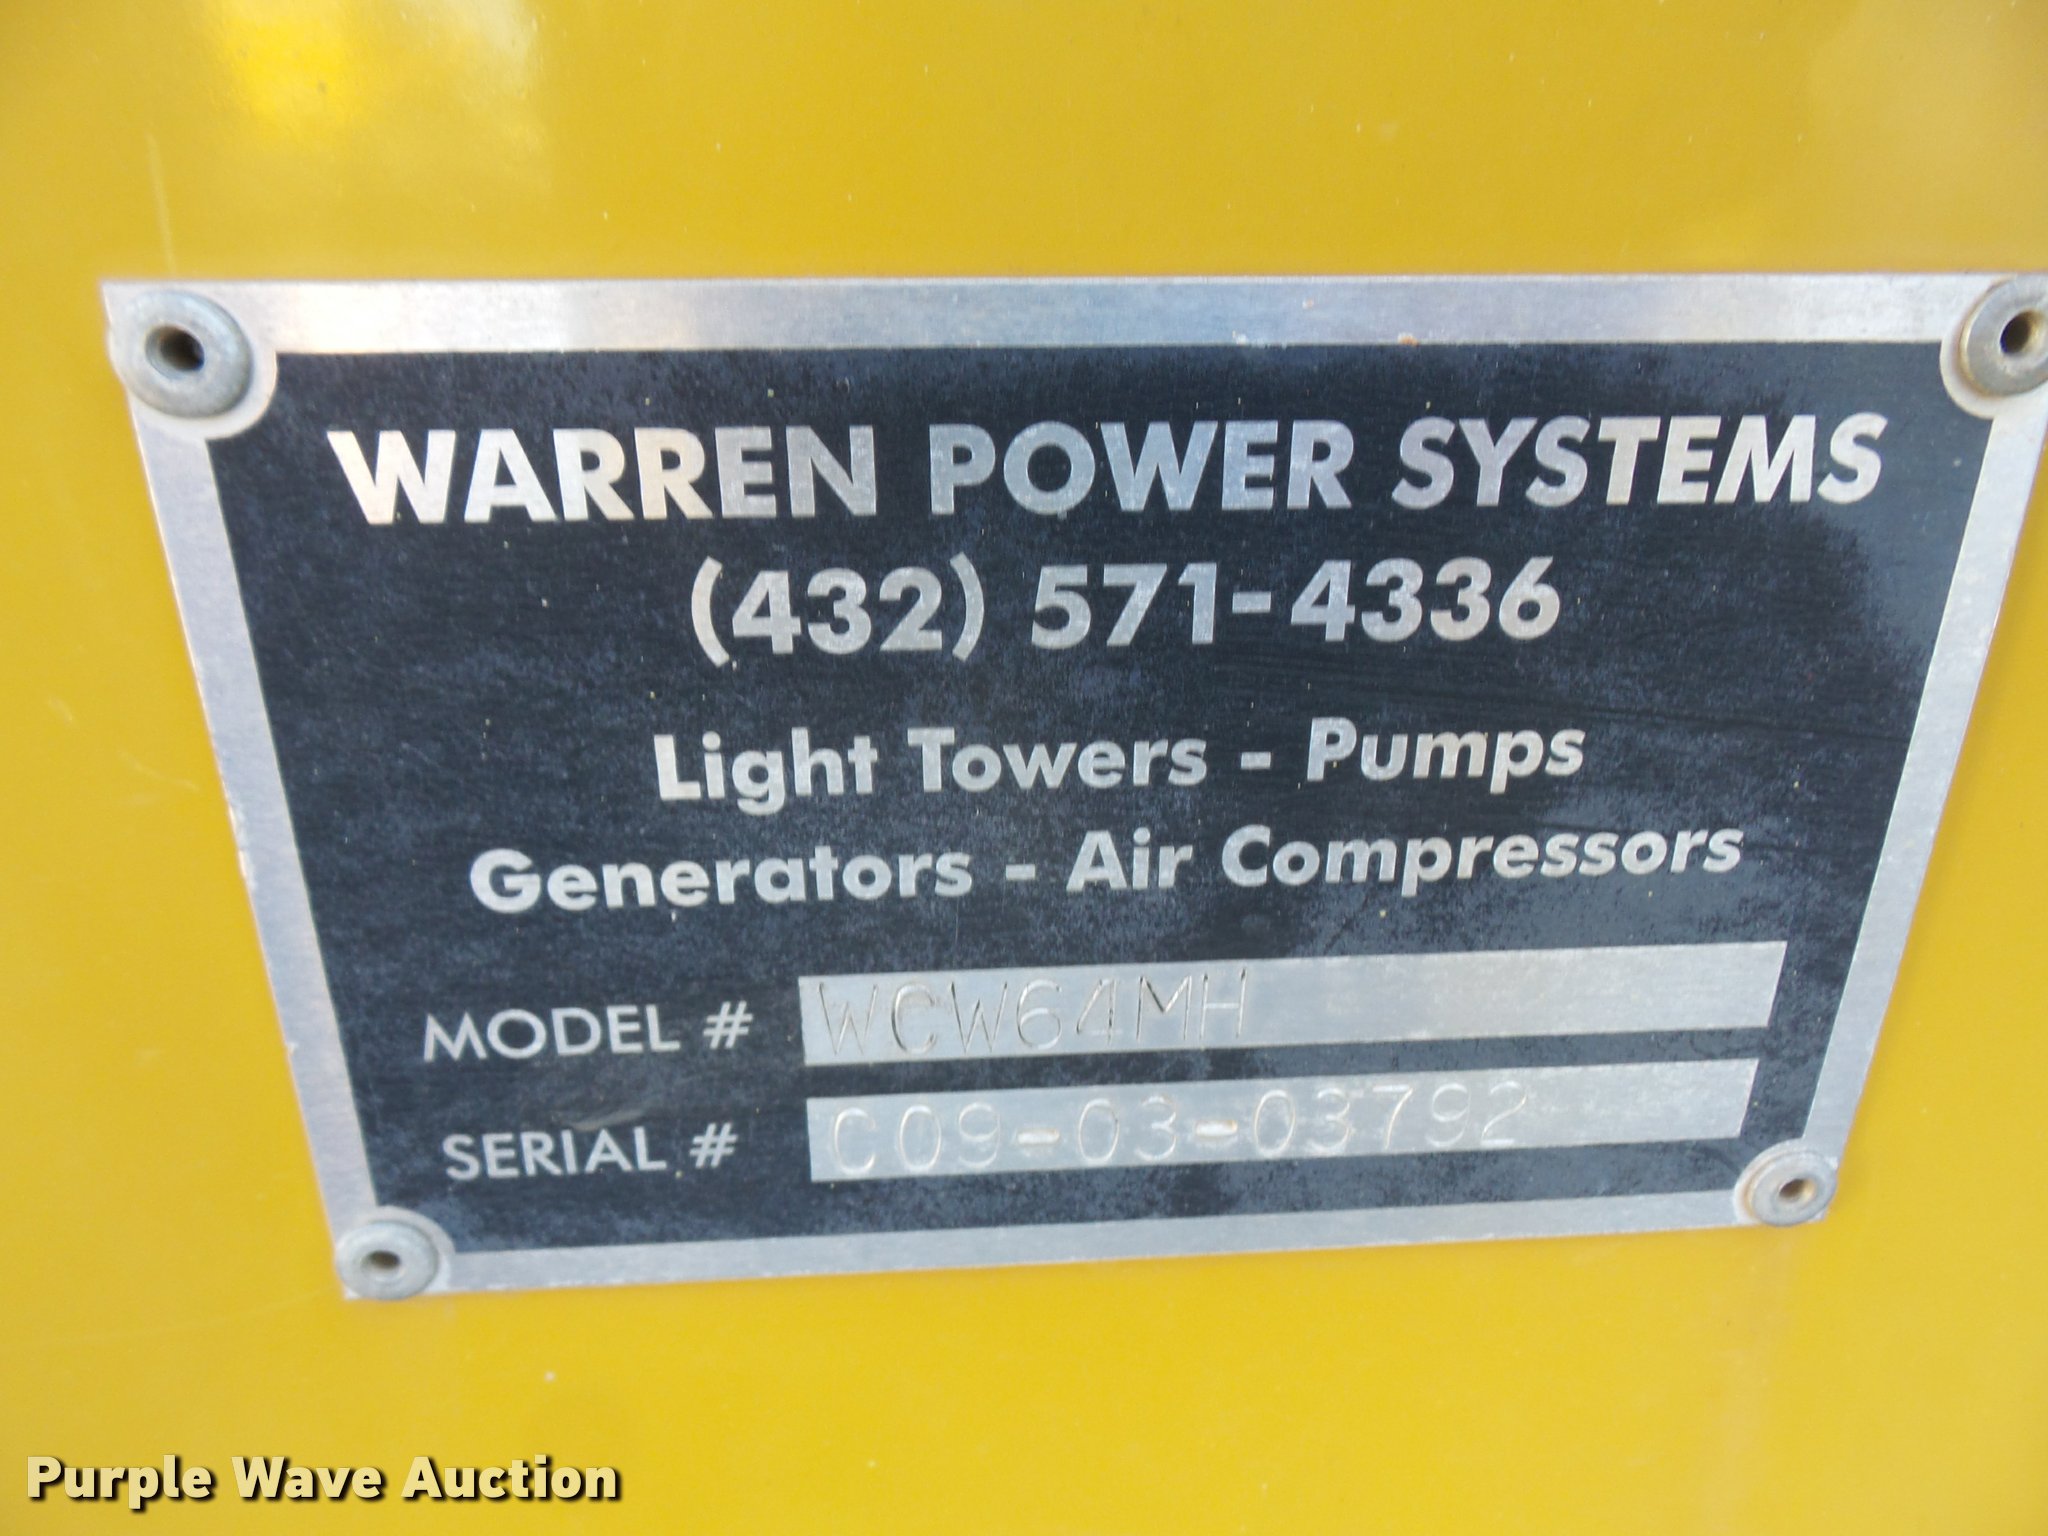 WARREN POWER SYSTEMS
(432) 571-4336
Light Towers - Pumps
Generators - Air Compressors
MODEL # WCW64MH
SERIAL # C09-03-03792
Purple Wave Auction